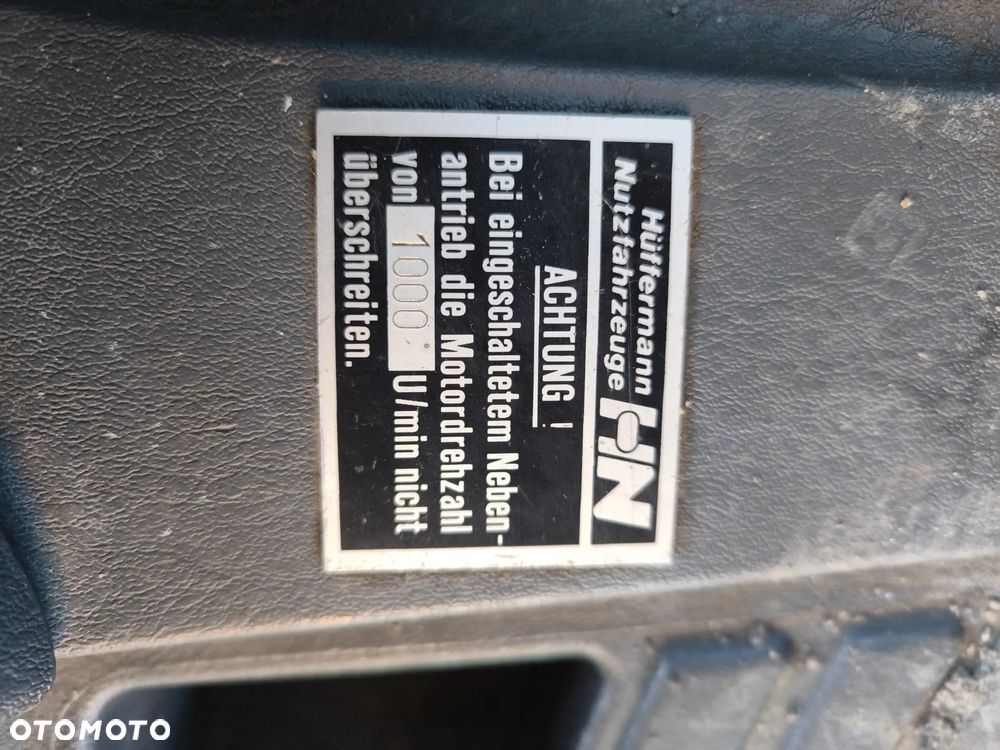 Hüffermann
Nutzfahrzeuge HN
ACHTUNG !
Bei eingeschaltetem Neben-
antrieb die Motordrehzahl
von 1000 U/min nicht
überschreiten.
OTOMOTO